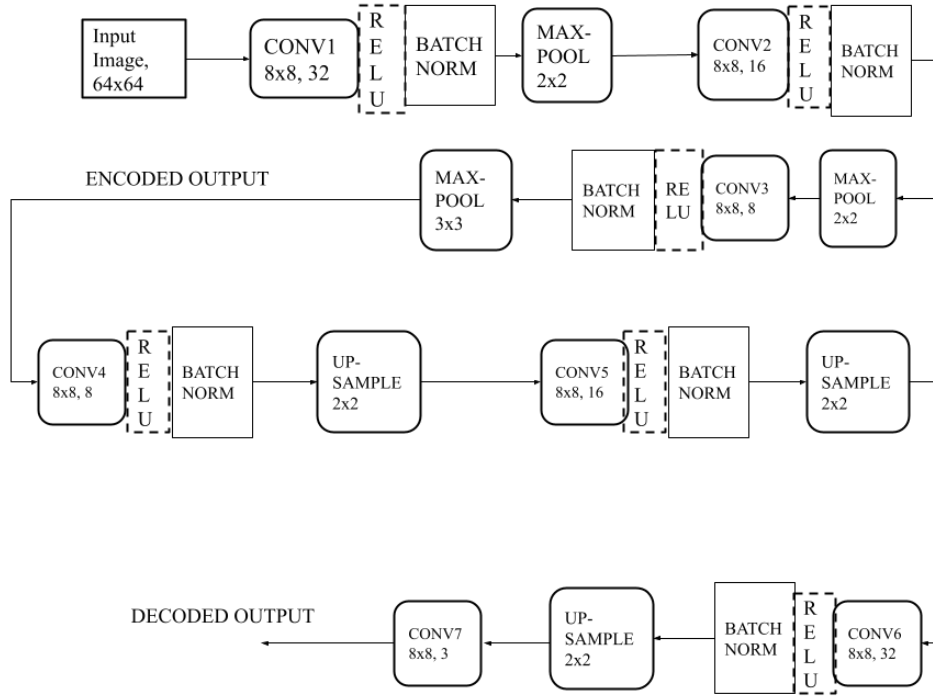 Input
Image,
64x64
CONV1
8x8, 32
R
E
L
U
BATCH
NORM
MAX-
POOL
2x2
CONV2
8x8, 16
R
E
L
U
BATCH
NORM
ENCODED OUTPUT
MAX-
POOL
3x3
BATCH
NORM
RE
LU
CONV3
8x8, 8
MAX-
POOL
2x2
CONV4
8x8, 8
R
E
L
U
BATCH
NORM
UP-
SAMPLE
2x2
CONV5
8x8, 16
R
E
L
U
BATCH
NORM
UP-
SAMPLE
2x2
DECODED OUTPUT
CONV7
8x8, 3
UP-
SAMPLE
2x2
BATCH
NORM
R
E
L
U
CONV6
8x8, 32